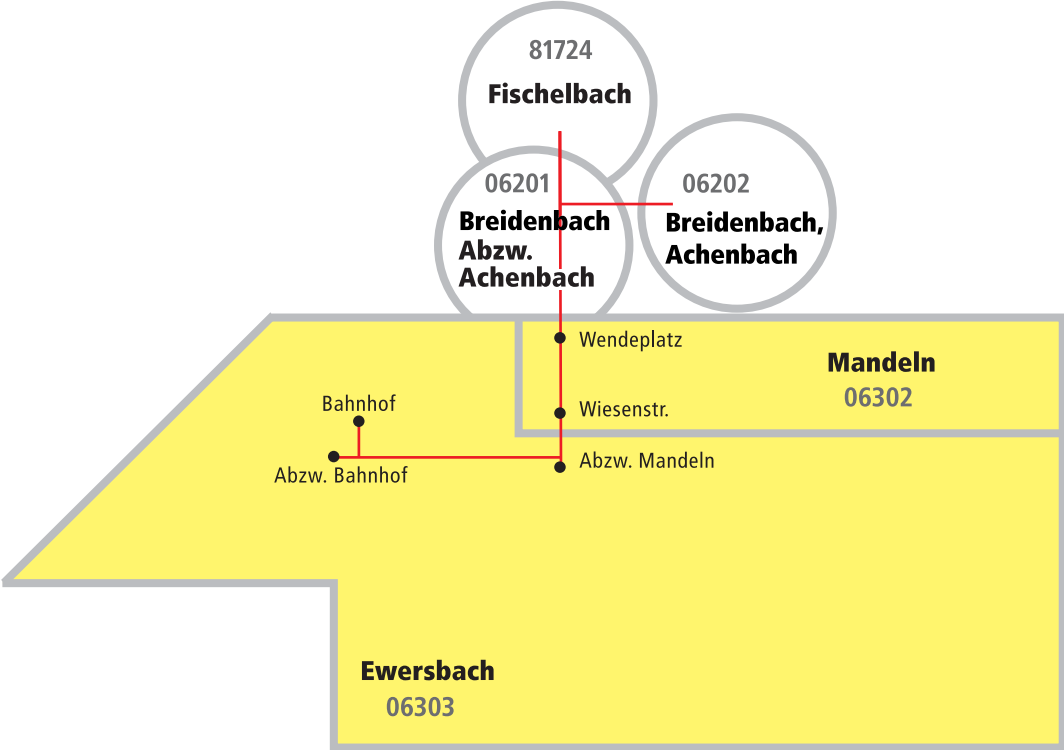 81724
Fischelbach
06201
Breidenbach
Abzw.
Achenbach
06202
Breidenbach,
Achenbach
Wendeplatz
Mandeln
06302
Wiesenstr.
Bahnhof
Abzw. Bahnhof
Abzw. Mandeln
Ewersbach
06303